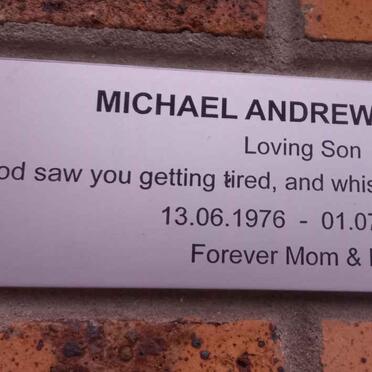 MICHAEL ANDREW
Loving Son
od saw you getting tired, and whis
13.06.1976 - 01.07
Forever Mom &